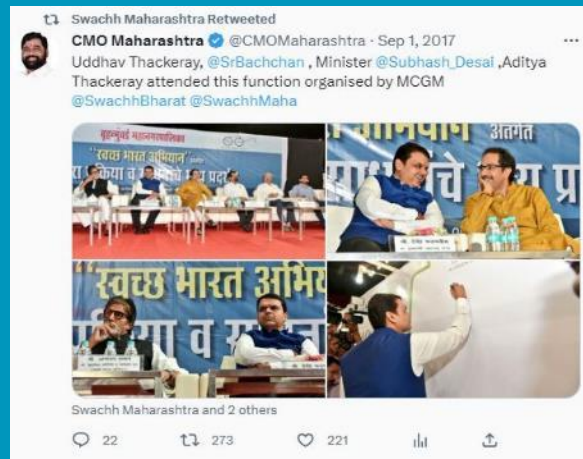 Swachh Maharashtra Retweeted
CMO Maharashtra @CMOMaharashtra · Sep 1, 2017
Uddhav Thackeray, @SrBachchan , Minister @Subhash_Desai ,Aditya
Thackeray attended this function organised by MCGM
@SwachhBharat @SwachhMaha
बृहन्मुंबई महानगरपालिका
"स्वच्छ भारत अभियान"
अंतर्गत
"स्वच्छ भारत अभिय
Swachh Maharashtra and 2 others
22 273 221